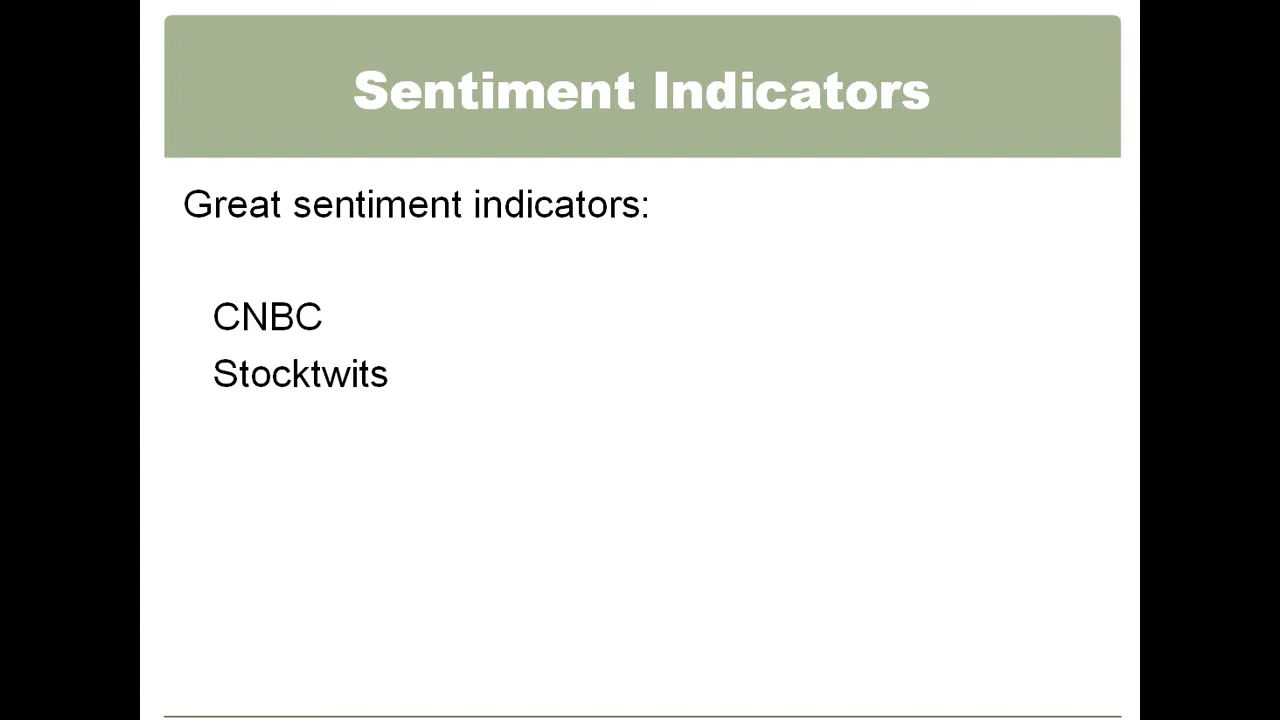 Sentiment Indicators
Great sentiment indicators:
CNBC
Stocktwits